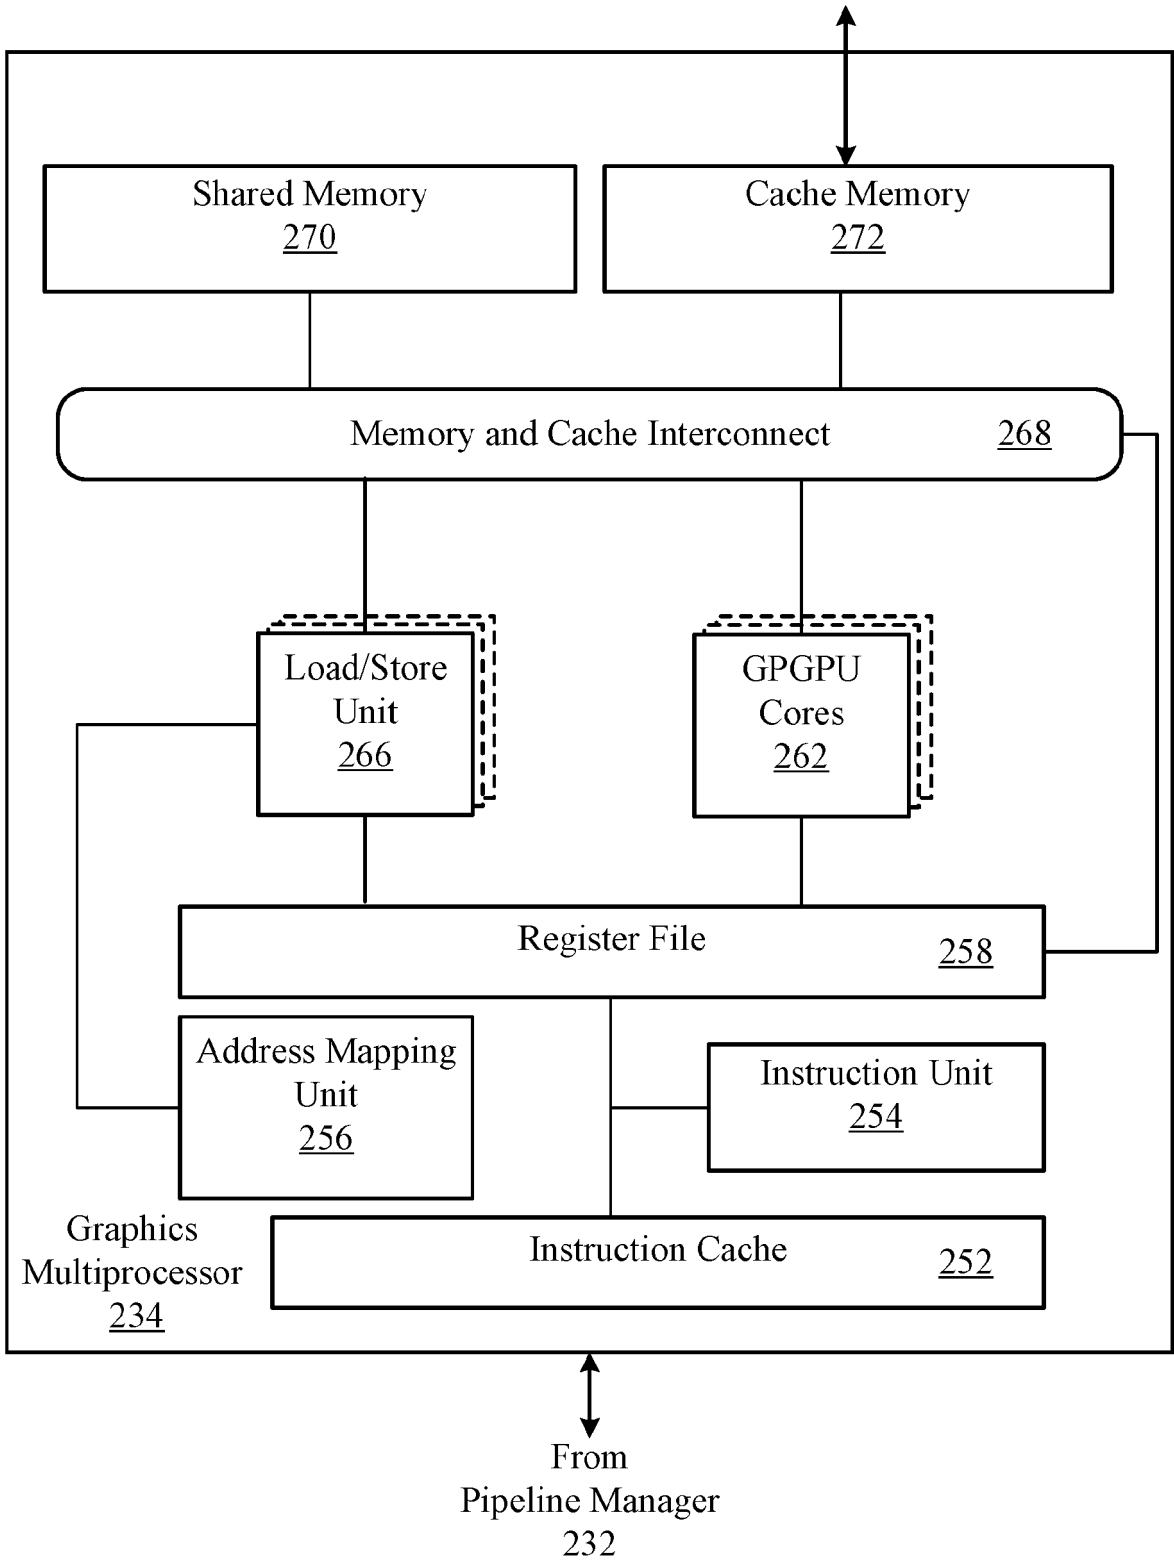 Shared Memory
270
Cache Memory
272
Memory and Cache Interconnect 268
Load/Store
Unit
266
GPGPU
Cores
262
Register File 258
Address Mapping
Unit
256
Instruction Unit
254
Graphics
Multiprocessor
234
Instruction Cache 252
From
Pipeline Manager
232